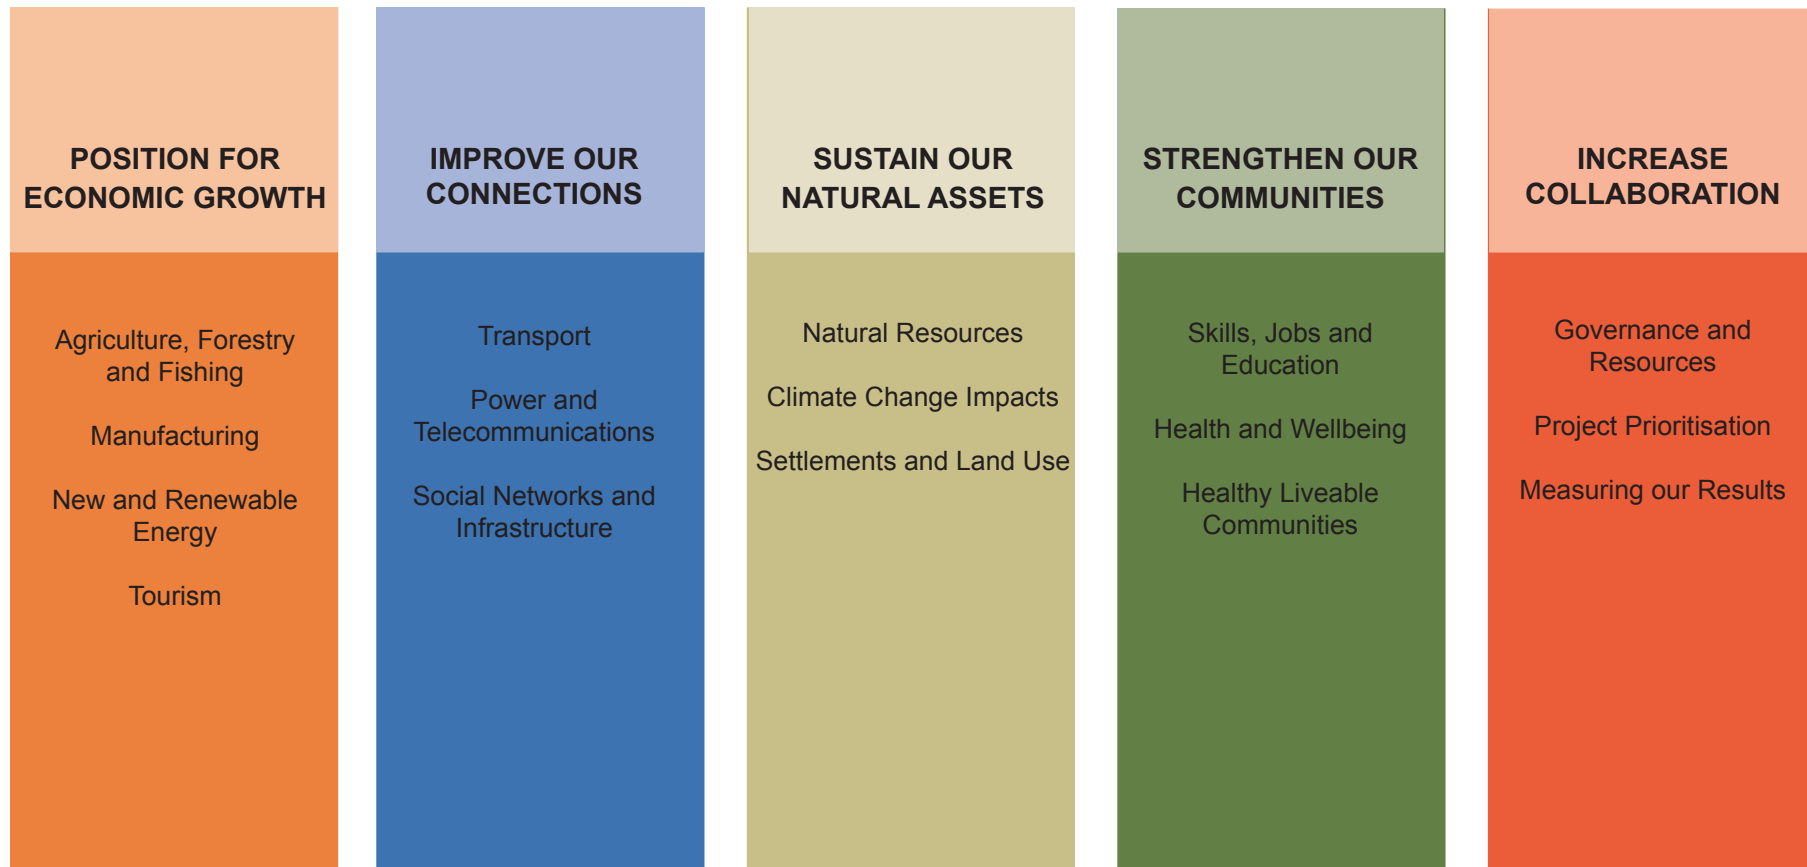 POSITION FOR
ECONOMIC GROWTH
Agriculture, Forestry
and Fishing
Manufacturing
New and Renewable
Energy
Tourism
IMPROVE OUR
CONNECTIONS
Transport
Power and
Telecommunications
Social Networks and
Infrastructure
SUSTAIN OUR
NATURAL ASSETS
Natural Resources
Climate Change Impacts
Settlements and Land Use
STRENGTHEN OUR
COMMUNITIES
Skills, Jobs and
Education
Health and Wellbeing
Healthy Liveable
Communities
INCREASE
COLLABORATION
Governance and
Resources
Project Prioritisation
Measuring our Results